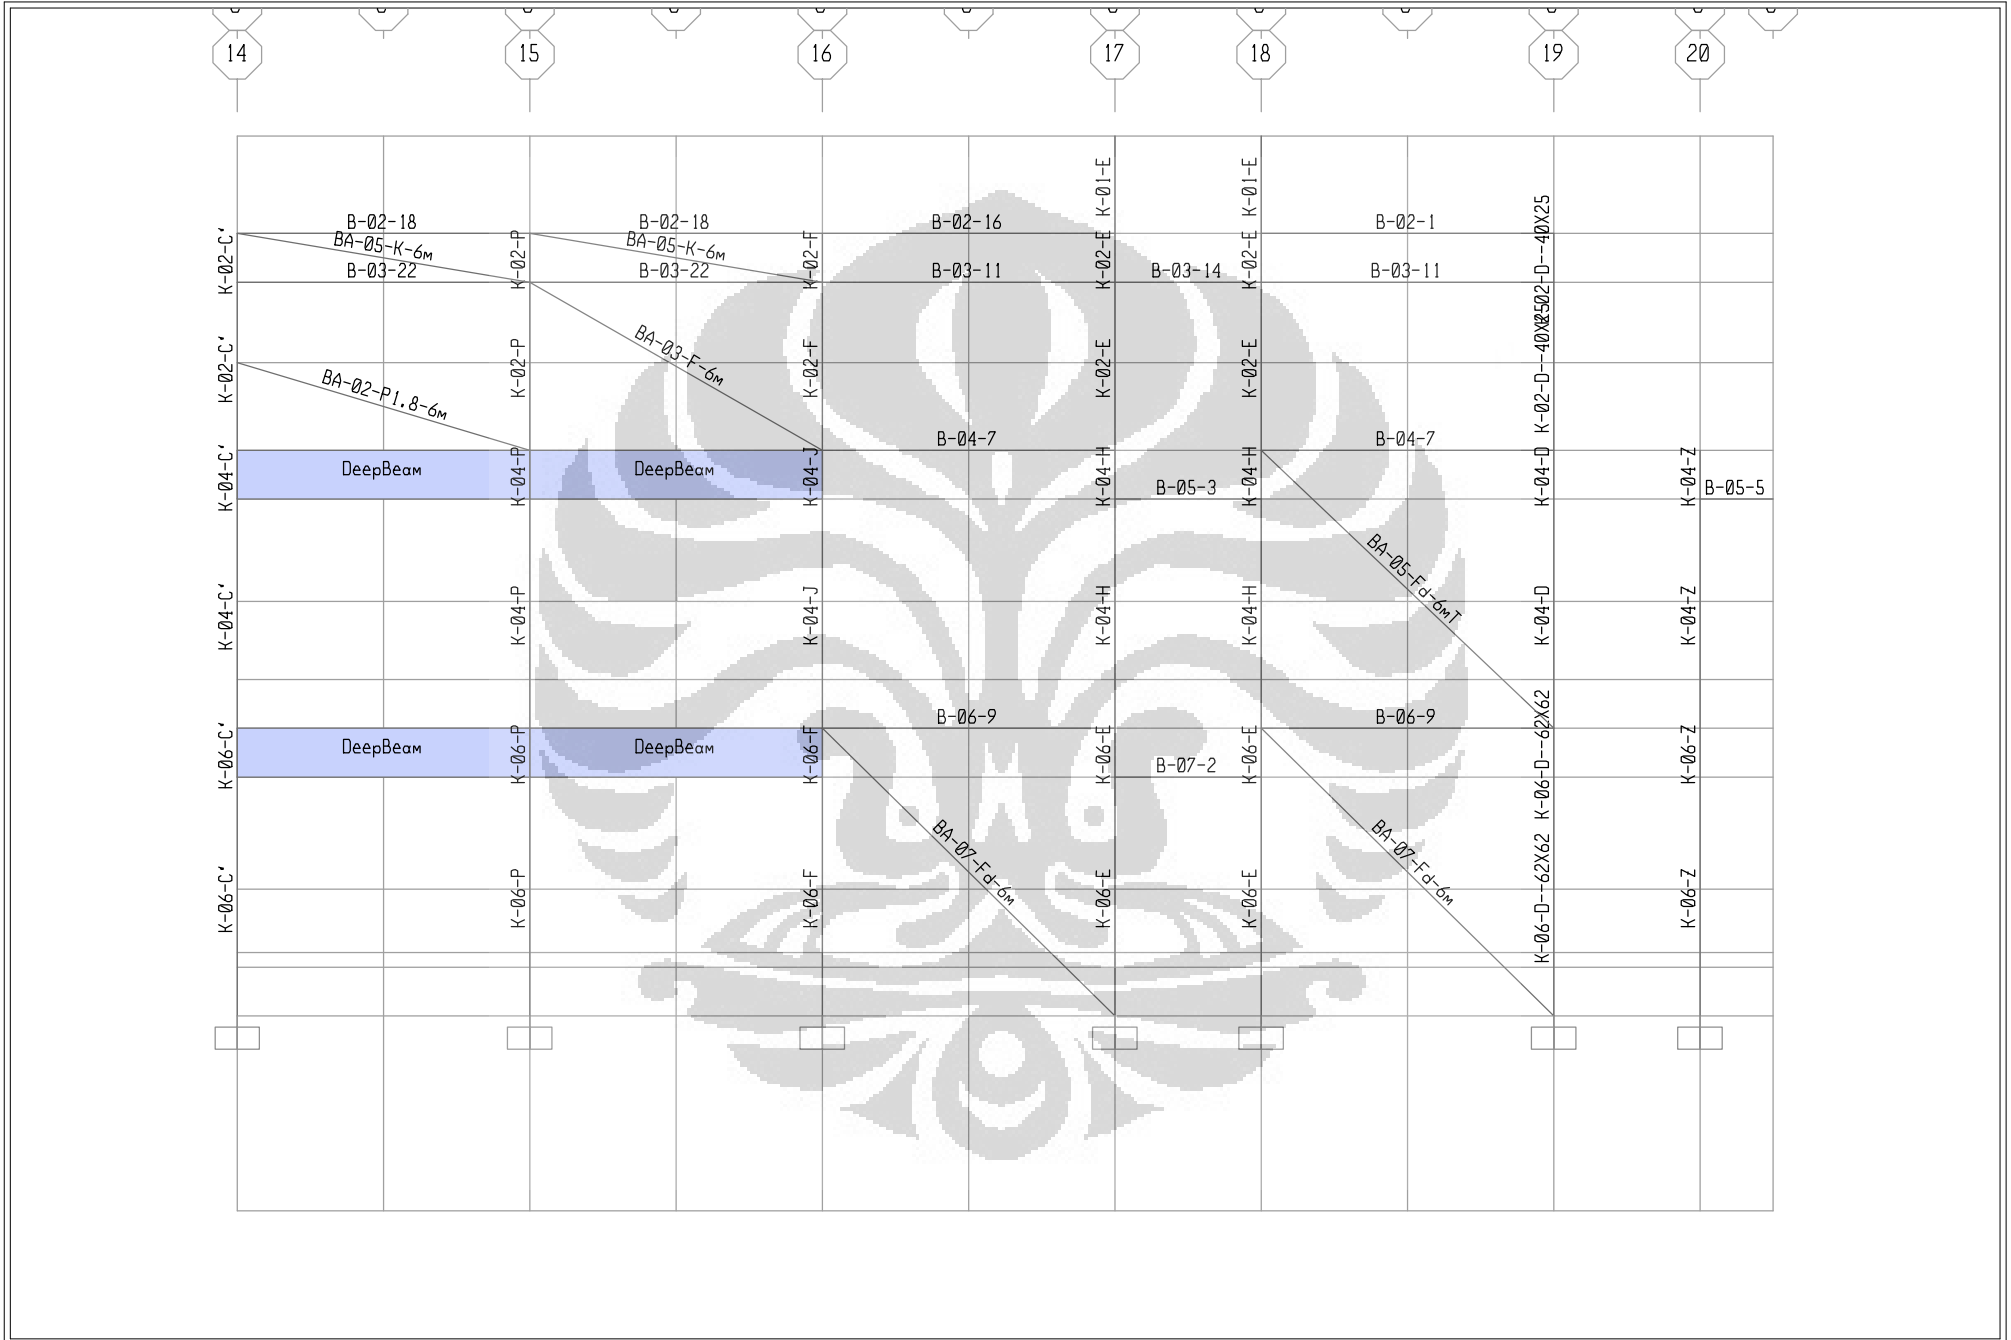 14 15 16 17 18 19 20
K-01-E K-01-E
B-02-18 B-02-18 B-02-16 B-02-1
BA-05-K-6м BA-05-K-6м
K-02-C' K-02-P K-02-F K-02-E K-02-E K-02-D--40X25
B-03-22 B-03-22 B-03-11 B-03-14 B-03-11
BA-03-F-6м
K-02-C' K-02-P K-02-F K-02-E K-02-E K-02-D--40X25
BA-02-P1.8-6м
B-04-7 B-04-7
DeepBeam DeepBeam
K-04-C' K-04-P K-04-J K-04-H K-04-H K-04-D K-04-Z
B-05-3 B-05-5
BA-05-Fd-6мT
K-04-C' K-04-P K-04-J K-04-H K-04-H K-04-D K-04-Z
B-06-9 B-06-9
DeepBeam DeepBeam
K-06-C' K-06-P K-06-F K-06-E K-06-E K-06-D--62X62 K-06-Z
B-07-2
BA-07-Fd-6м BA-07-Fd-6м
K-06-C' K-06-P K-06-F K-06-E K-06-E K-06-D--62X62 K-06-Z